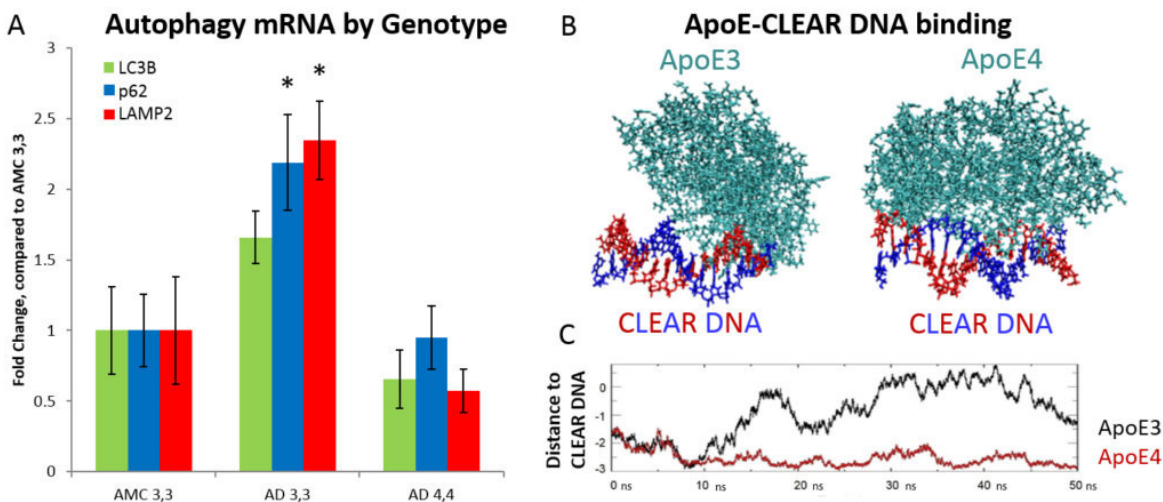 A
Autophagy mRNA by Genotype
Fold Change, compared to AMC 3,3
3
2.5
2
1.5
1
0.5
0
LC3B
p62
LAMP2
*
*
AMC 3,3
AD 3,3
AD 4,4
B
ApoE-CLEAR DNA binding
ApoE3
ApoE4
CLEAR DNA
CLEAR DNA
C
Distance to
CLEAR DNA
0
-1
-2
-3
0 ns
10 ns
20 ns
30 ns
40 ns
50 ns
ApoE3
ApoE4